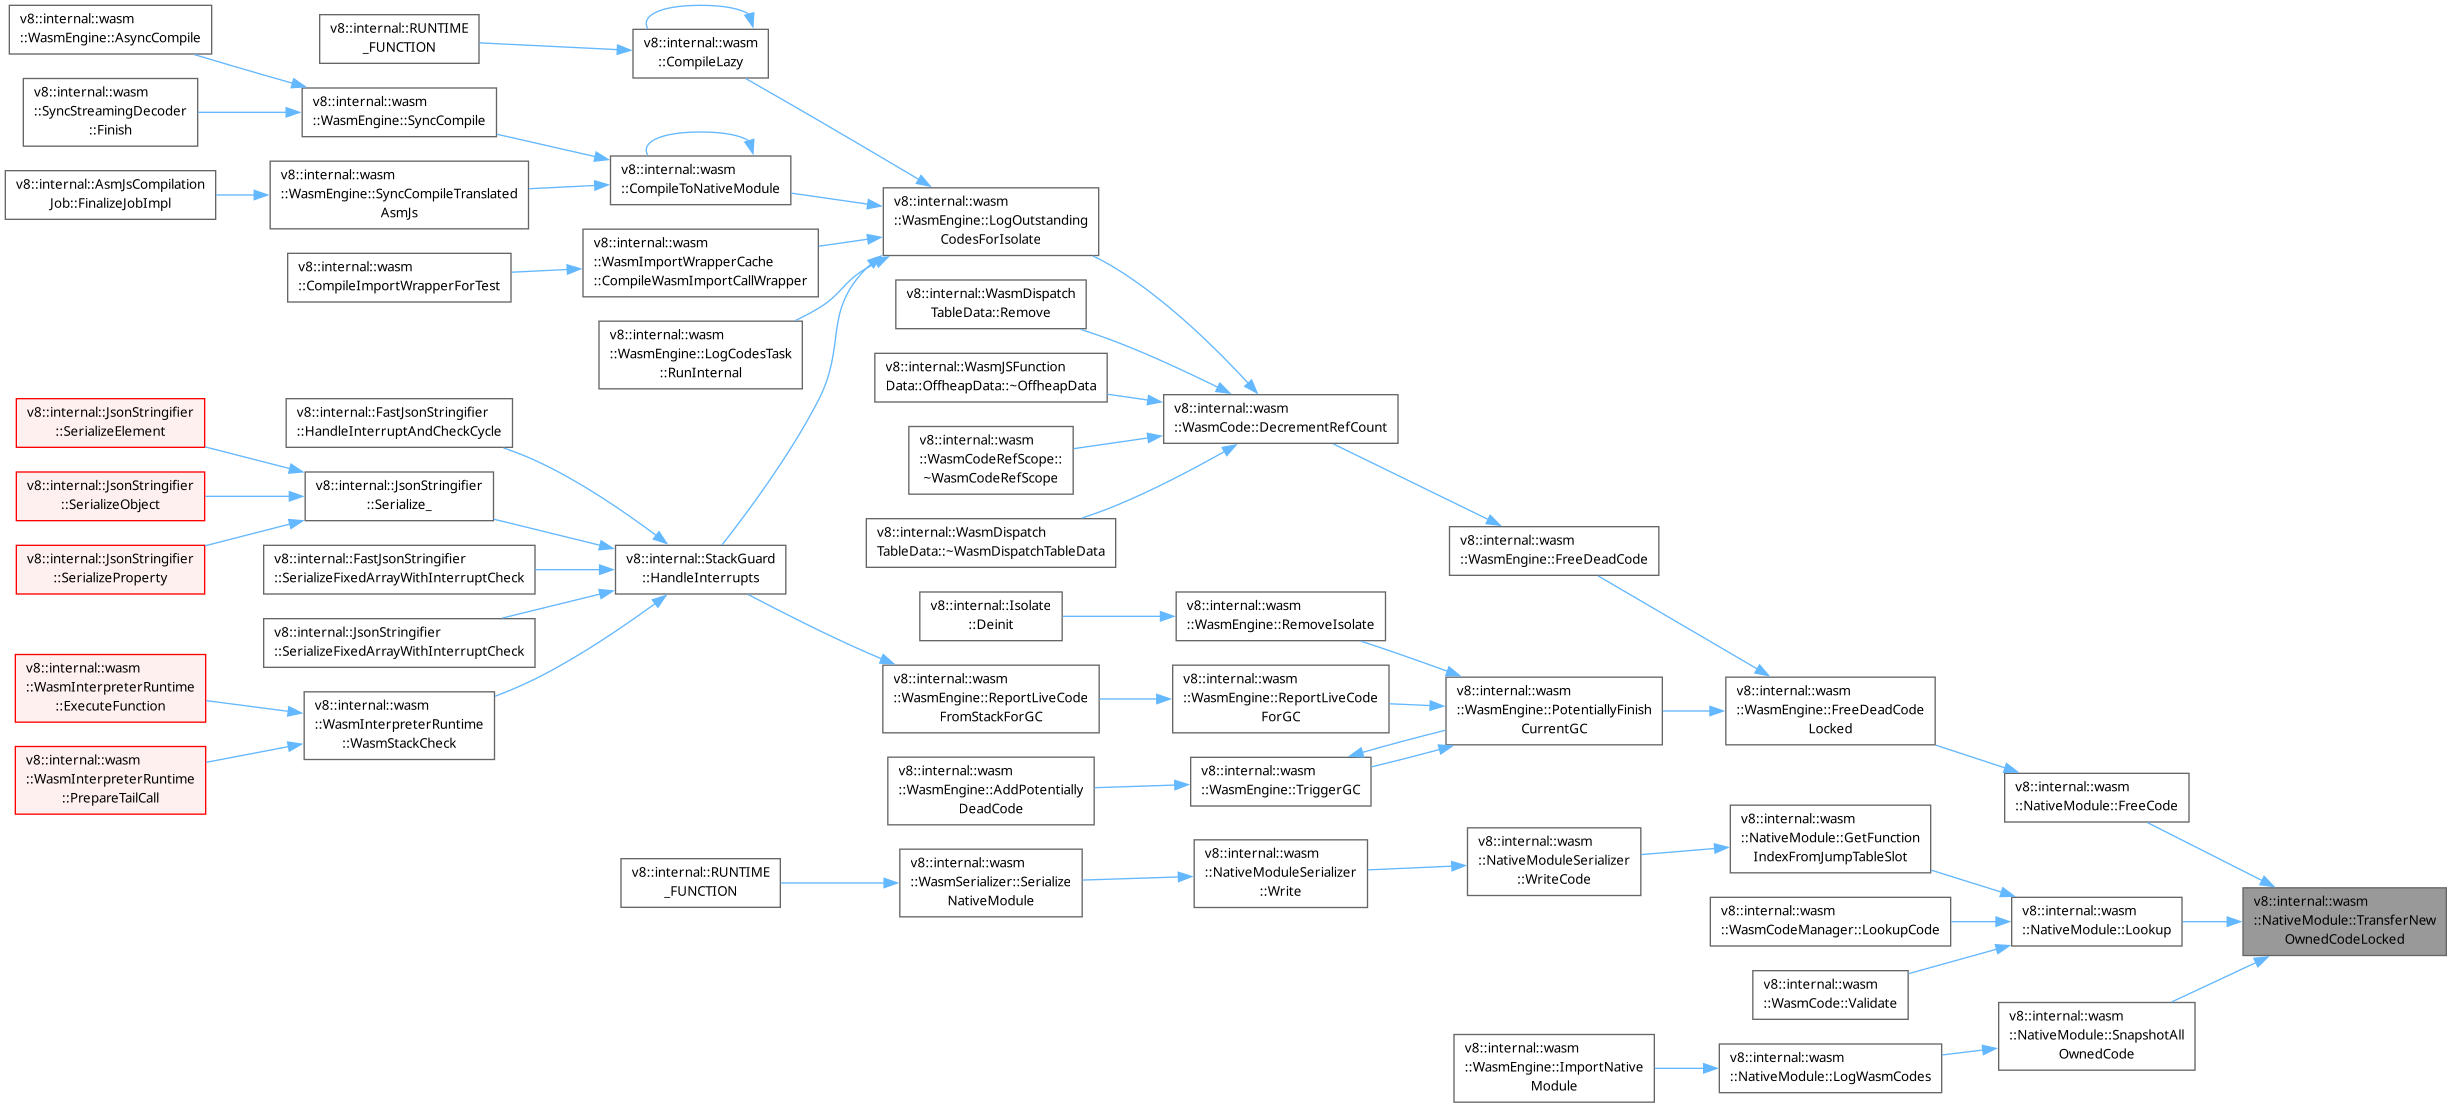 v8::internal::wasm
::WasmEngine::AsyncCompile
v8::internal::RUNTIME
_FUNCTION
v8::internal::wasm
::CompileLazy
v8::internal::wasm
::SyncStreamingDecoder
::Finish
v8::internal::wasm
::WasmEngine::SyncCompile
v8::internal::AsmJsCompilation
Job::FinalizeJobImpl
v8::internal::wasm
::WasmEngine::SyncCompileTranslated
AsmJs
v8::internal::wasm
::CompileToNativeModule
v8::internal::wasm
::WasmEngine::LogOutstanding
CodesForIsolate
v8::internal::wasm
::CompileImportWrapperForTest
v8::internal::wasm
::WasmImportWrapperCache
::CompileWasmImportCallWrapper
v8::internal::WasmDispatch
TableData::Remove
v8::internal::wasm
::WasmEngine::LogCodesTask
::RunInternal
v8::internal::WasmJSFunction
Data::OffheapData::~OffheapData
v8::internal::wasm
::WasmCode::DecrementRefCount
v8::internal::JsonStringifier
::SerializeElement
v8::internal::FastJsonStringifier
::HandleInterruptAndCheckCycle
v8::internal::wasm
::WasmCodeRefScope::
~WasmCodeRefScope
v8::internal::JsonStringifier
::SerializeObject
v8::internal::JsonStringifier
::Serialize_
v8::internal::WasmDispatch
TableData::~WasmDispatchTableData
v8::internal::wasm
::WasmEngine::FreeDeadCode
v8::internal::JsonStringifier
::SerializeProperty
v8::internal::FastJsonStringifier
::SerializeFixedArrayWithInterruptCheck
v8::internal::StackGuard
::HandleInterrupts
v8::internal::Isolate
::Deinit
v8::internal::wasm
::WasmEngine::RemoveIsolate
v8::internal::JsonStringifier
::SerializeFixedArrayWithInterruptCheck
v8::internal::wasm
::WasmInterpreterRuntime
::ExecuteFunction
v8::internal::wasm
::WasmInterpreterRuntime
::WasmStackCheck
v8::internal::wasm
::WasmEngine::ReportLiveCode
FromStackForGC
v8::internal::wasm
::WasmEngine::ReportLiveCode
ForGC
v8::internal::wasm
::WasmEngine::PotentiallyFinish
CurrentGC
v8::internal::wasm
::WasmEngine::FreeDeadCode
Locked
v8::internal::wasm
::WasmInterpreterRuntime
::PrepareTailCall
v8::internal::wasm
::WasmEngine::AddPotentially
DeadCode
v8::internal::wasm
::WasmEngine::TriggerGC
v8::internal::wasm
::NativeModule::FreeCode
v8::internal::RUNTIME
_FUNCTION
v8::internal::wasm
::WasmSerializer::Serialize
NativeModule
v8::internal::wasm
::NativeModuleSerializer
::Write
v8::internal::wasm
::NativeModuleSerializer
::WriteCode
v8::internal::wasm
::NativeModule::GetFunction
IndexFromJumpTableSlot
v8::internal::wasm
::WasmCodeManager::LookupCode
v8::internal::wasm
::NativeModule::Lookup
v8::internal::wasm
::NativeModule::TransferNew
OwnedCodeLocked
v8::internal::wasm
::WasmCode::Validate
v8::internal::wasm
::NativeModule::SnapshotAll
OwnedCode
v8::internal::wasm
::WasmEngine::ImportNative
Module
v8::internal::wasm
::NativeModule::LogWasmCodes